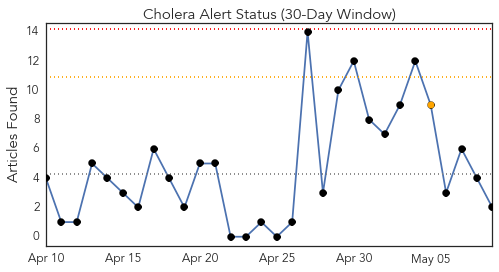 Cholera Alert Status (30-Day Window)
Articles Found
14
12
10
8
6
4
2
0
Apr 10
Apr 15
Apr 20
Apr 25
Apr 30
May 05